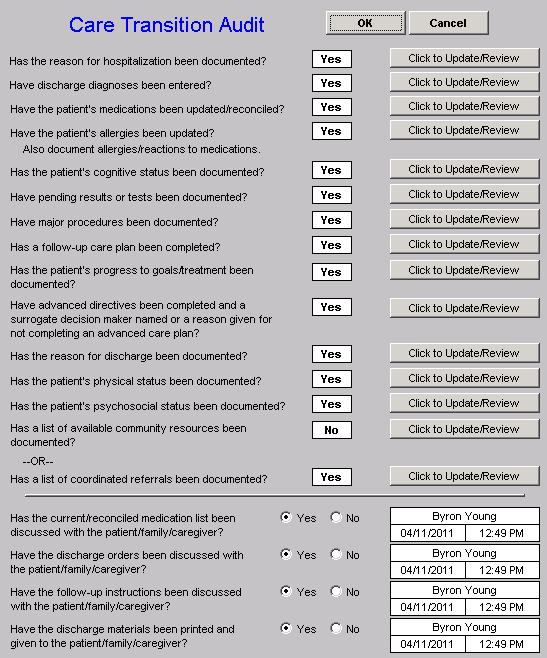 Care Transition Audit
OK
Cancel
Has the reason for hospitalization been documented?
Yes
Click to Update/Review
Have discharge diagnoses been entered?
Yes
Click to Update/Review
Have the patient's medications been updated/reconciled?
Yes
Click to Update/Review
Have the patient's allergies been updated?
Yes
Click to Update/Review
Also document allergies/reactions to medications.
Has the patient's cognitive status been documented?
Yes
Click to Update/Review
Have pending results or tests been documented?
Yes
Click to Update/Review
Have major procedures been documented?
Yes
Click to Update/Review
Has a follow-up care plan been completed?
Yes
Click to Update/Review
Has the patient's progress to goals/treatment been
documented?
Yes
Click to Update/Review
Have advanced directives been completed and a
surrogate decision maker named or a reason given for
not completing an advanced care plan?
Yes
Click to Update/Review
Has the reason for discharge been documented?
Yes
Click to Update/Review
Has the patient's physical status been documented?
Yes
Click to Update/Review
Has the patient's psychosocial status been documented?
Yes
Click to Update/Review
Has a list of available community resources been
documented?
No
Click to Update/Review
--OR--
Has a list of coordinated referrals been documented?
Yes
Click to Update/Review
Has the current/reconciled medication list been
discussed with the patient/family/caregiver?
Yes No
Byron Young
04/11/2011 12:49 PM
Have the discharge orders been discussed with
the patient/family/caregiver?
Yes No
Byron Young
04/11/2011 12:49 PM
Have the follow-up instructions been discussed
with the patient/family/caregiver?
Yes No
Byron Young
04/11/2011 12:49 PM
Have the discharge materials been printed and
given to the patient/family/caregiver?
Yes No
Byron Young
04/11/2011 12:49 PM